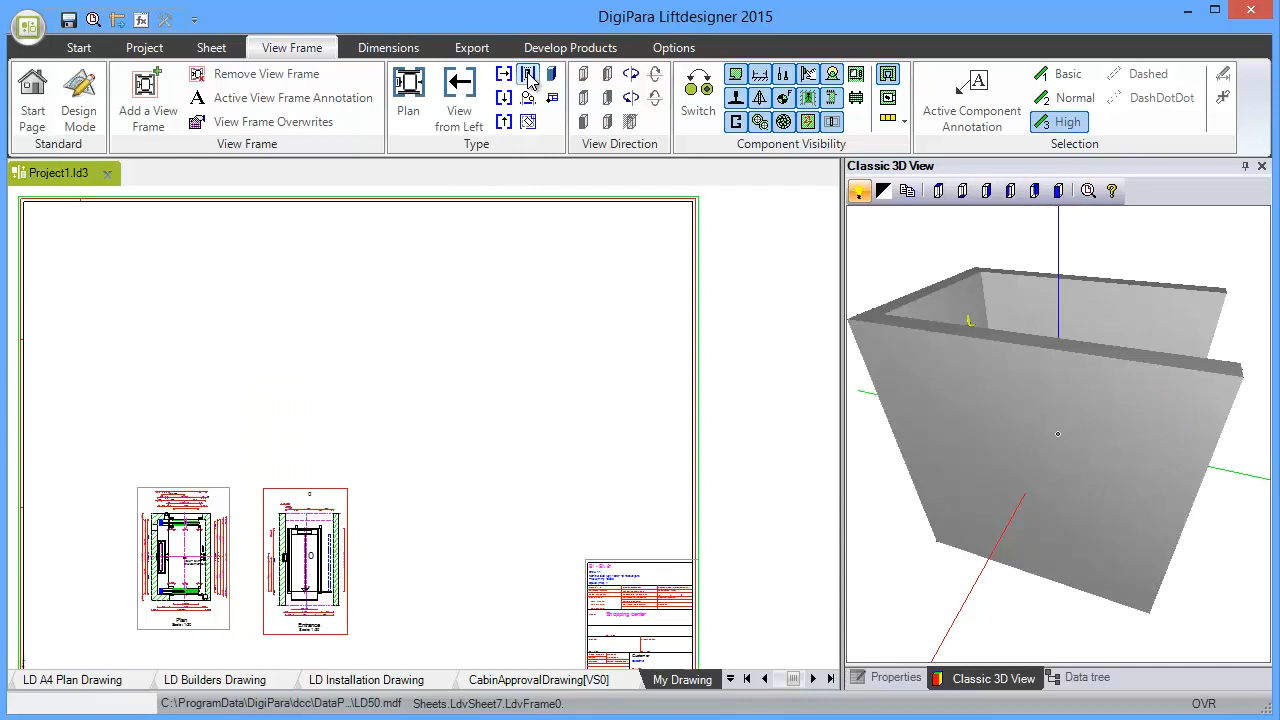 DigiPara Liftdesigner 2015
Start Project Sheet View Frame Dimensions Export Develop Products Options
Start Page
Design Mode
Standard
Add a View Frame
Remove View Frame
Active View Frame Annotation
View Frame Overwrites
View Frame
Plan
View from Left
Type
View Direction
Switch
Component Visibility
Active Component Annotation
Basic
Normal
High
Dashed
DashDotDot
Selection
Project1.ld3
Classic 3D View
Plan
Entrance
Shopping center
Customer
LD A4 Plan Drawing LD Builders Drawing LD Installation Drawing CabinApprovalDrawing[VS0] My Drawing
Properties Classic 3D View Data tree
C:\ProgramData\DigiPara\dcc\DataP...\LD50.mdf Sheets.LdvSheet7.LdvFrame0. OVR